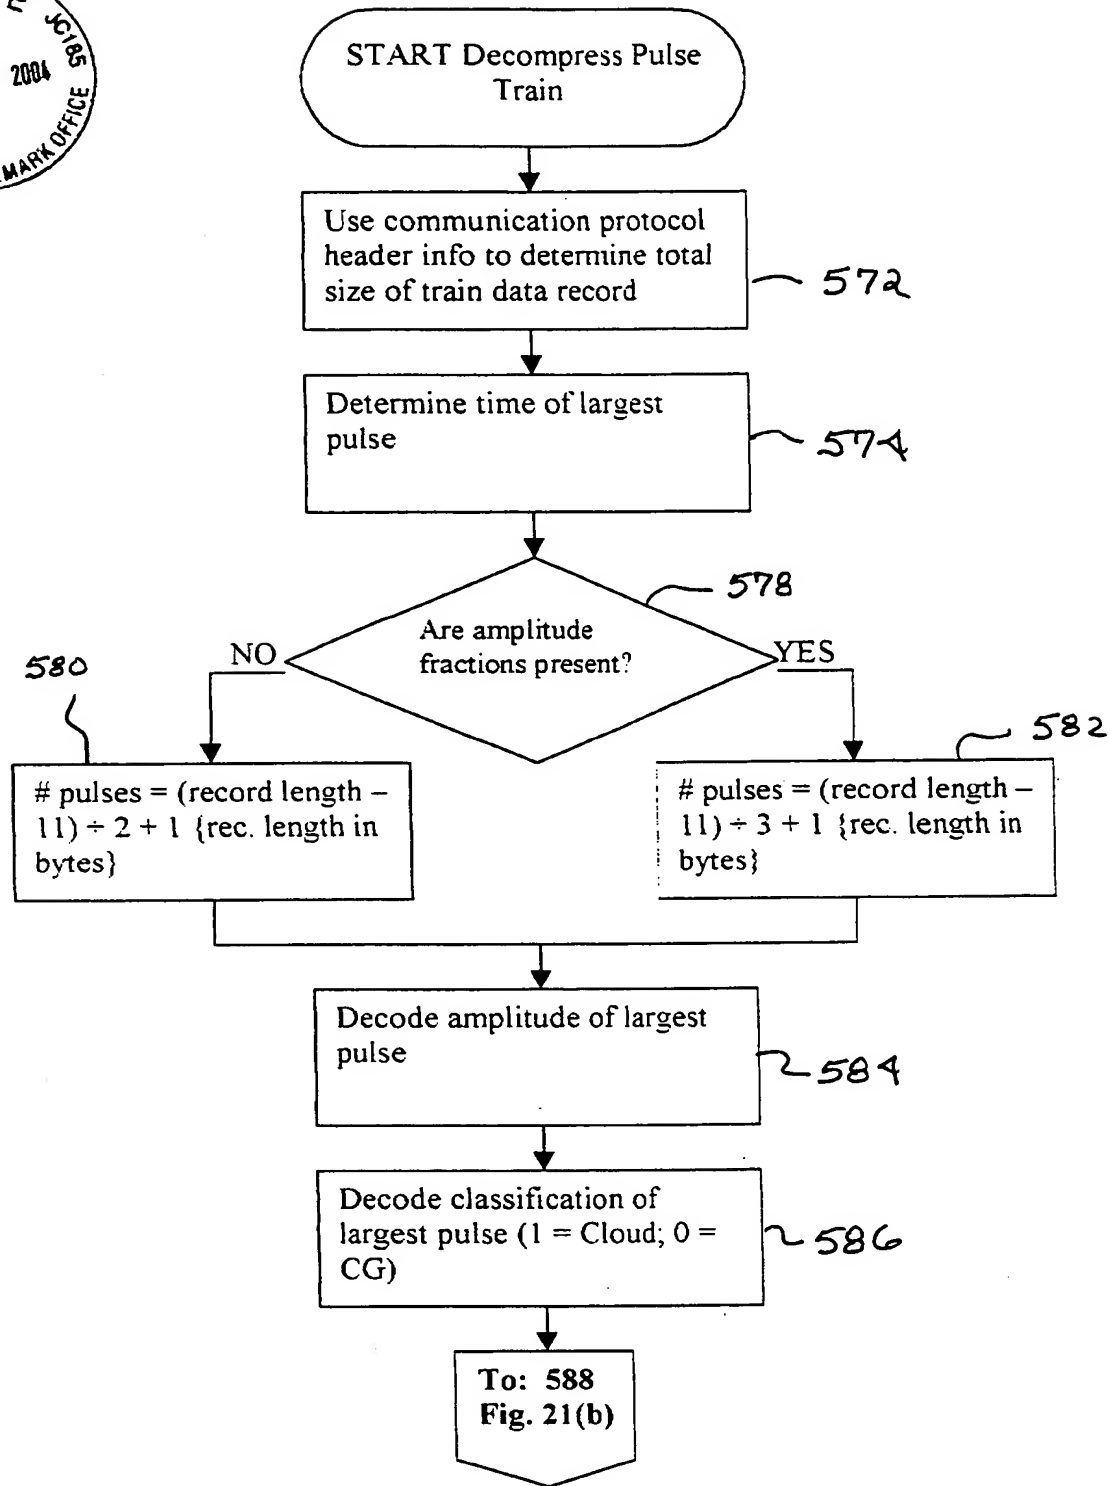 JC185
2004
MARK OFFICE
START Decompress Pulse
Train
Use communication protocol
header info to determine total
size of train data record
572
Determine time of largest
pulse
574
578
Are amplitude
fractions present?
NO
YES
580
582
# pulses = (record length –
11) ÷ 2 + 1 {rec. length in
bytes}
# pulses = (record length –
11) ÷ 3 + 1 {rec. length in
bytes}
Decode amplitude of largest
pulse
584
Decode classification of
largest pulse (1 = Cloud; 0 =
CG)
586
To: 588
Fig. 21(b)